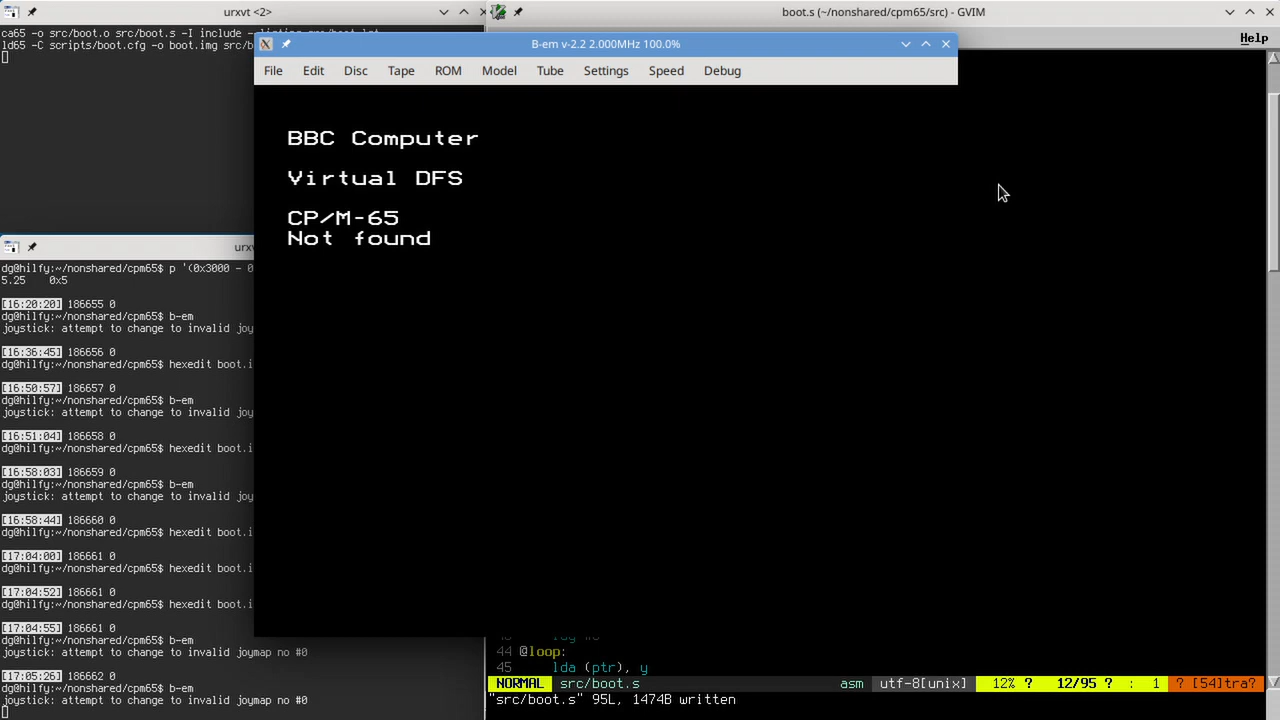 urxvt <2>
ca65 -o src/boot.o src/boot.s -I include --listing src/boot.lst
ld65 -C scripts/boot.cfg -o boot.img src/b
boot.s (~/nonshared/cpm65/src) - GVIM
Help
B-em v-2.2 2.000MHz 100.0%
File Edit Disc Tape ROM Model Tube Settings Speed Debug
BBC Computer
Virtual DFS
CP/M-65
Not found
urxv
dg@hilfy:~/nonshared/cpm65$ p '(0x3000 - 0
5.25 0x5
[16:20:20] 186655 0
dg@hilfy:~/nonshared/cpm65$ b-em
joystick: attempt to change to invalid joy
[16:36:45] 186656 0
dg@hilfy:~/nonshared/cpm65$ hexedit boot.i
[16:50:57] 186657 0
dg@hilfy:~/nonshared/cpm65$ b-em
joystick: attempt to change to invalid joy
[16:51:04] 186658 0
dg@hilfy:~/nonshared/cpm65$ hexedit boot.i
[16:58:03] 186659 0
dg@hilfy:~/nonshared/cpm65$ b-em
joystick: attempt to change to invalid joy
[16:58:44] 186660 0
dg@hilfy:~/nonshared/cpm65$ hexedit boot.i
[17:04:00] 186661 0
dg@hilfy:~/nonshared/cpm65$ hexedit boot.i
[17:04:52] 186661 0
dg@hilfy:~/nonshared/cpm65$ hexedit boot.i
[17:04:55] 186661 0
dg@hilfy:~/nonshared/cpm65$ b-em
joystick: attempt to change to invalid joymap no #0
[17:05:26] 186662 0
dg@hilfy:~/nonshared/cpm65$ b-em
joystick: attempt to change to invalid joymap no #0
44 @loop:
45 lda (ptr), y
NORMAL src/boot.s asm utf-8[unix] 12% ? 12/95 ? : 1 ? [54]tra?
"src/boot.s" 95L, 1474B written